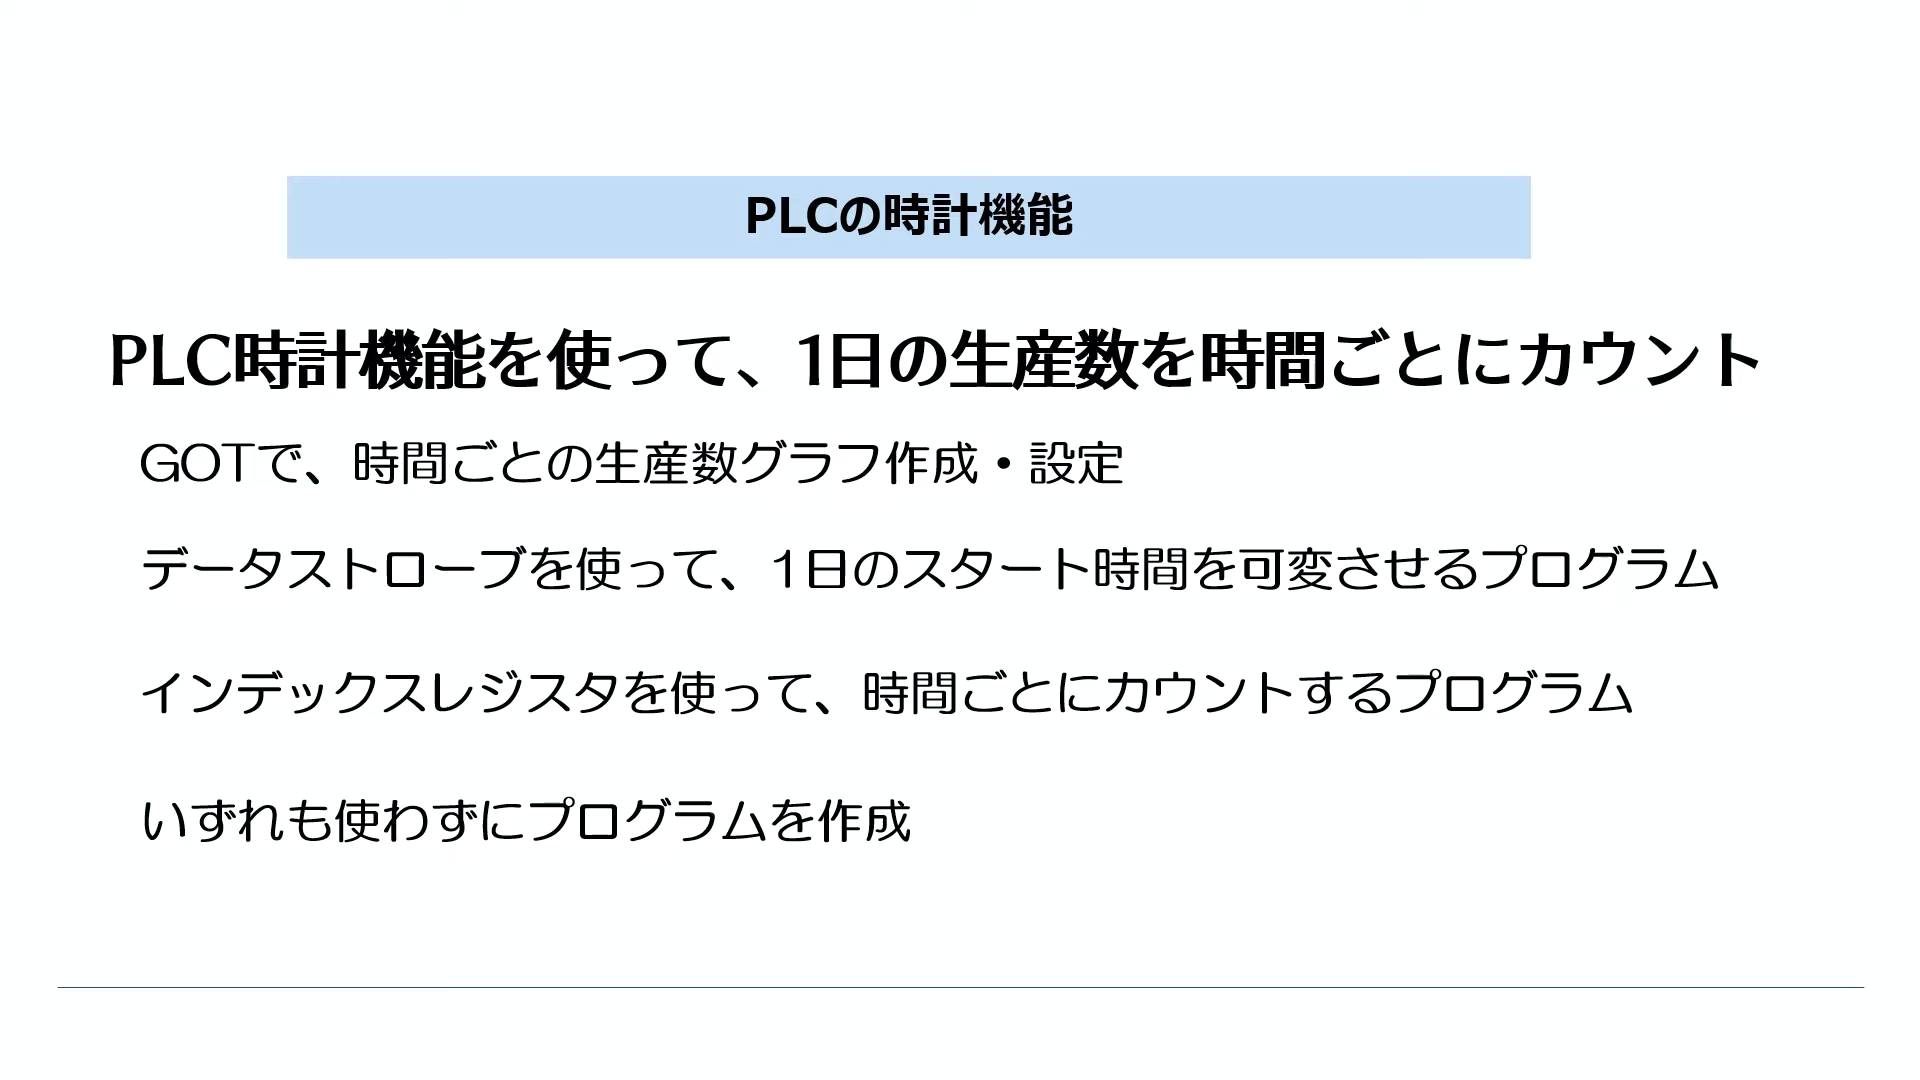 PLCの時計機能
PLC時計機能を使って、1日の生産数を時間ごとにカウント
GOTで、時間ごとの生産数グラフ作成・設定
データストローブを使って、1日のスタート時間を可変させるプログラム
インデックスレジスタを使って、時間ごとにカウントするプログラム
いずれも使わずにプログラムを作成